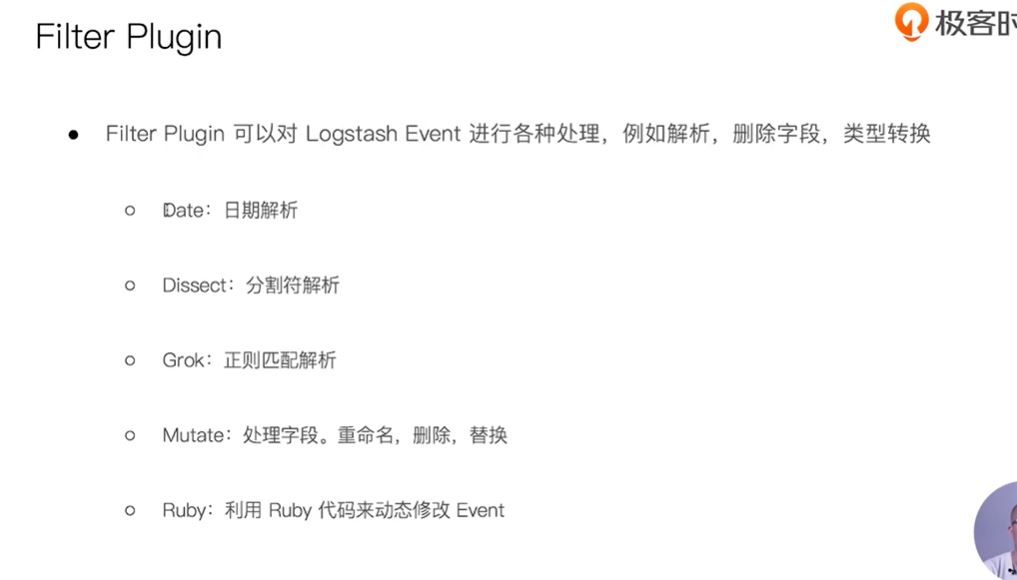 Filter Plugin
极客时
● Filter Plugin 可以对 Logstash Event 进行各种处理，例如解析，删除字段，类型转换
○ Date：日期解析
○ Dissect：分割符解析
○ Grok：正则匹配解析
○ Mutate：处理字段。重命名，删除，替换
○ Ruby：利用 Ruby 代码来动态修改 Event